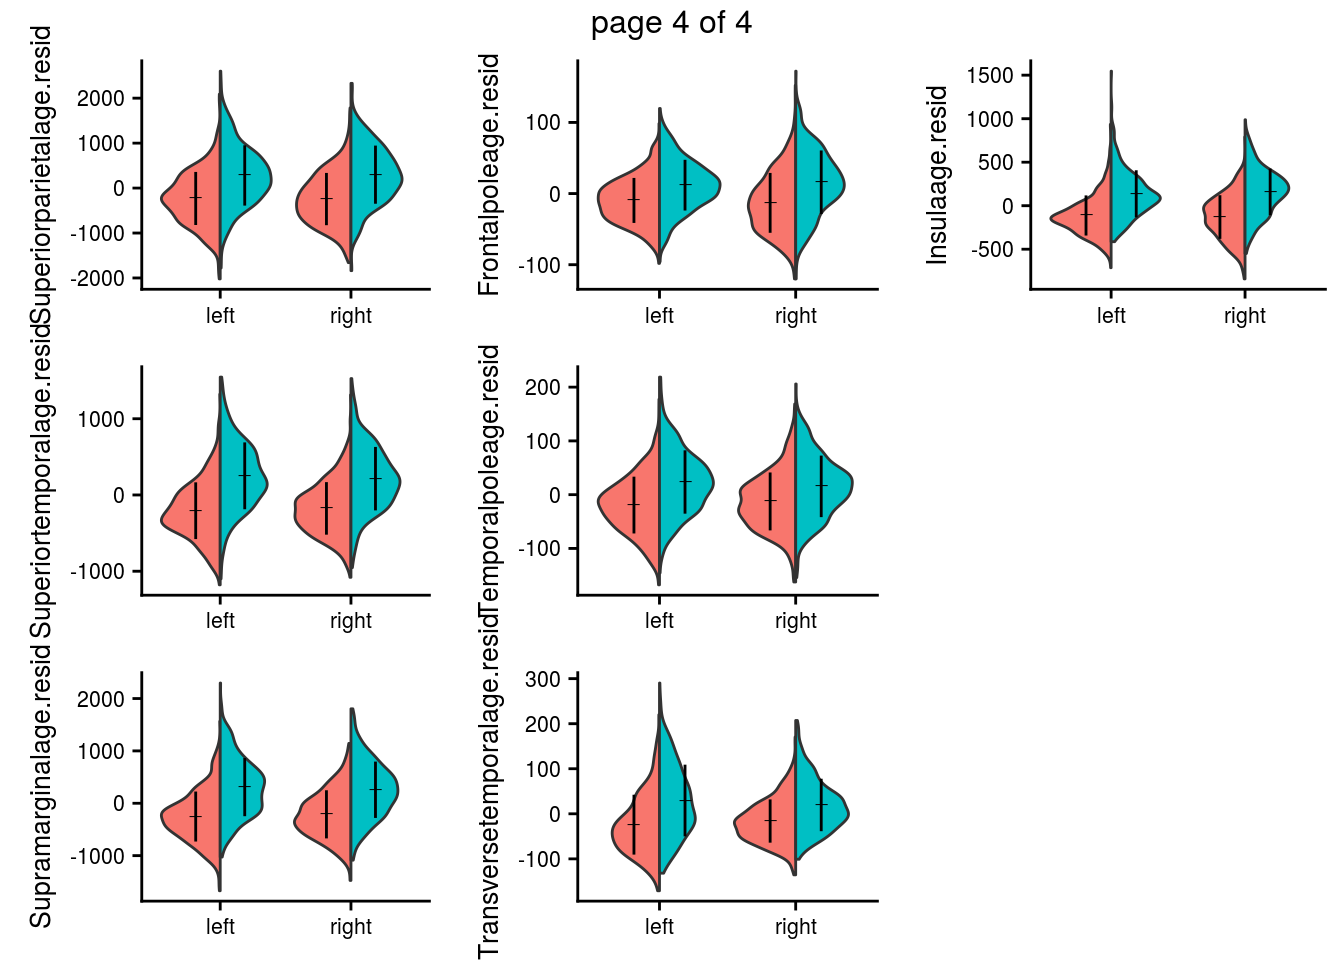 page 4 of 4
Superiorparietalage.resid
2000
1000
0
-1000
-2000
left right
Frontalpoleage.resid
100
0
-100
left right
Insulaage.resid
1500
1000
500
0
-500
left right
Superiortemporalage.resid
1000
0
-1000
left right
Temporalpoleage.resid
200
100
0
-100
left right
Supramarginalage.resid
2000
1000
0
-1000
left right
Transversetemporalage.resid
300
200
100
0
-100
left right